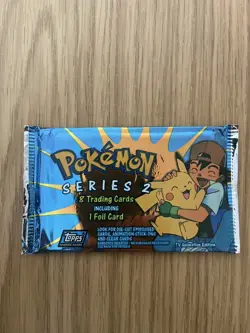 POKéMON
SERIES 2
8 Trading Cards
INCLUDING
1 Foil Card
TOPPS
LOOK FOR DIE-CUT EMBOSSED
CARDS, ANIMATION-STICK-ONS
AND CLEAR CARDS
TV Animation Edition